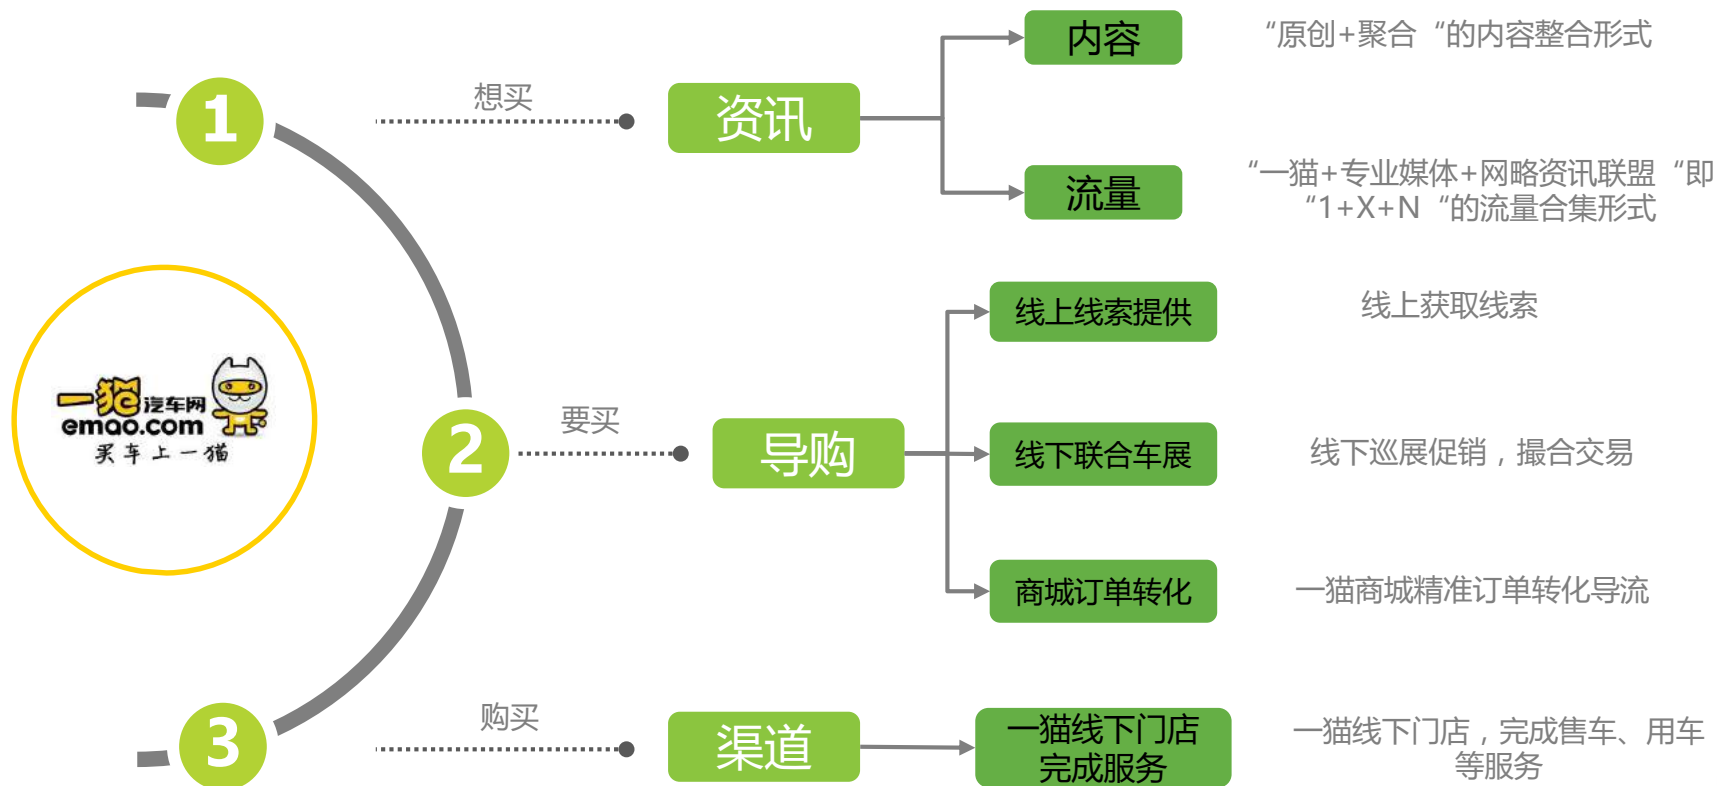 内容
“原创+聚合“的内容整合形式
1
想买
资讯
流量
“一猫+专业媒体+网略资讯联盟“即
“1+X+N“的流量合集形式
线上线索提供
线上获取线索
一猫汽车网
emao.com
买车上一猫
2
要买
导购
线下联合车展
线下巡展促销，撮合交易
商城订单转化
一猫商城精准订单转化导流
3
购买
渠道
一猫线下门店
完成服务
一猫线下门店，完成售车、用车
等服务